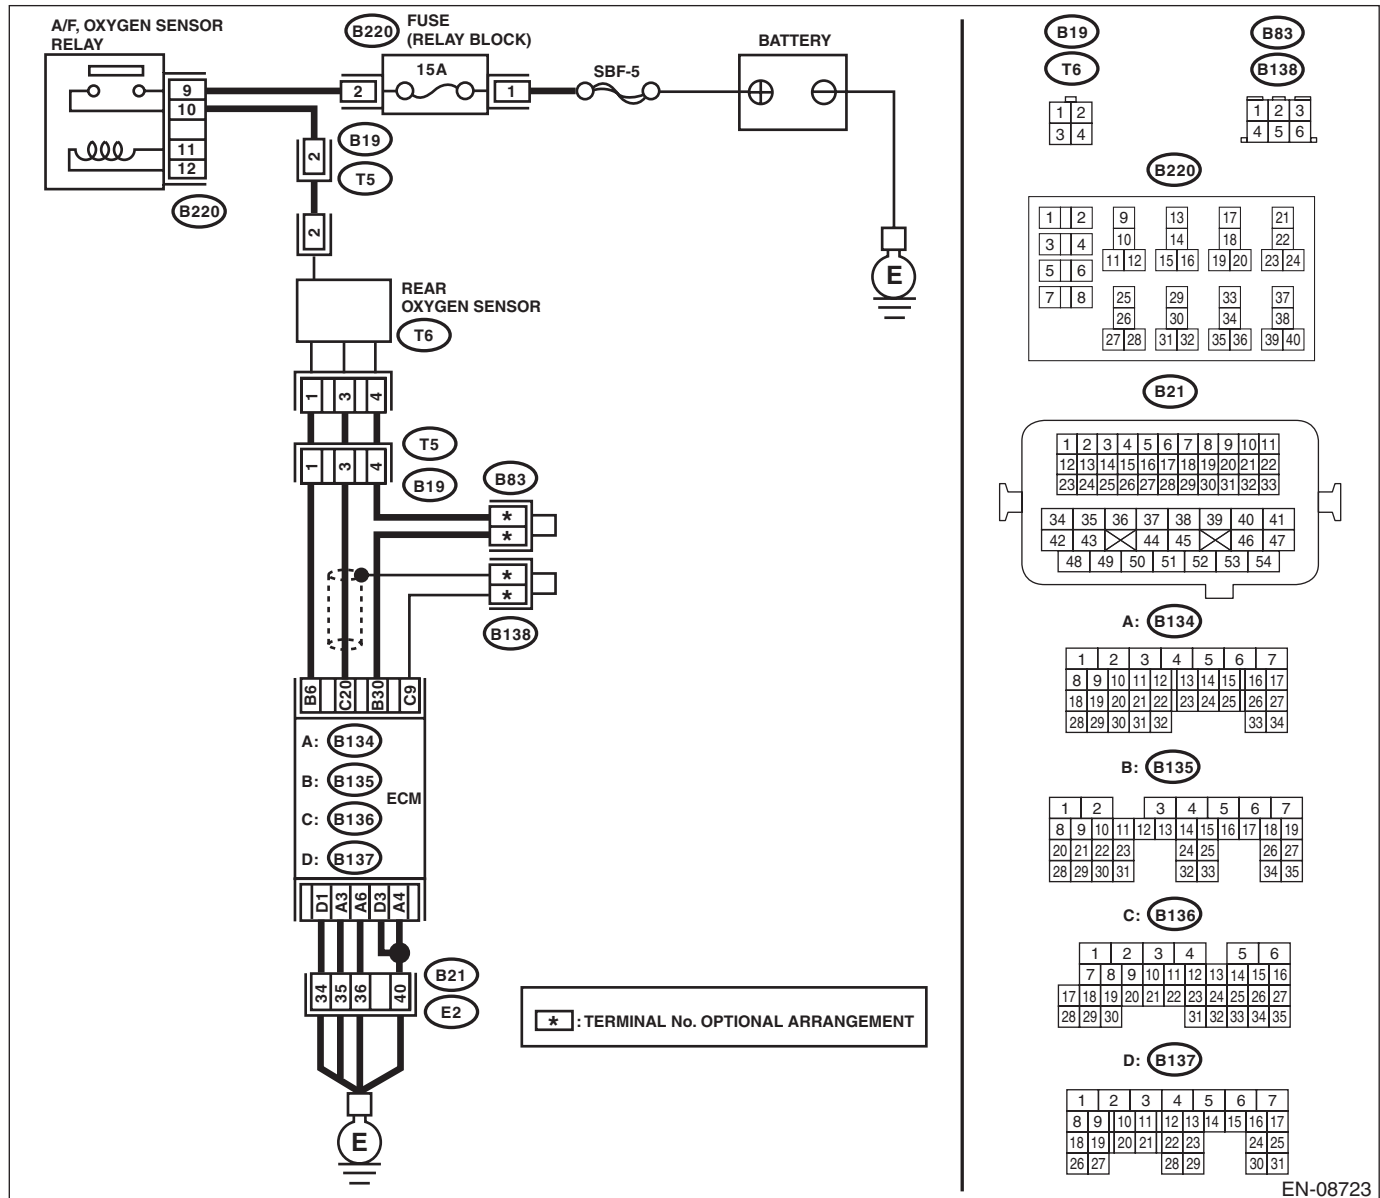 A/F, OXYGEN SENSOR
RELAY
9
10
11
12
B220
B220
FUSE
(RELAY BLOCK)
2
15A
1
SBF-5
BATTERY
E
2
B19
T5
2
REAR
OXYGEN SENSOR
T6
1 3 4
T5
1 3 4
B19
B83
*
*
*
*
B138
B6 C20 B30 C9
A: B134
B: B135
ECM
C: B136
D: B137
D1 A3 A6 D3 A4
B21
34 35 36 40
E2
* : TERMINAL No. OPTIONAL ARRANGEMENT
E
B19
T6
1 2
3 4
B83
B138
1 2 3
4 5 6
B220
1 2 9 13 17 21
3 4 10 14 18 22
5 6 11 12 15 16 19 20 23 24
7 8 25 29 33 37
26 30 34 38
27 28 31 32 35 36 39 40
B21
1 2 3 4 5 6 7 8 9 10 11
12 13 14 15 16 17 18 19 20 21 22
23 24 25 26 27 28 29 30 31 32 33
34 35 36 37 38 39 40 41
42 43 44 45 46 47
48 49 50 51 52 53 54
A: B134
1 2 3 4 5 6 7
8 9 10 11 12 13 14 15 16 17
18 19 20 21 22 23 24 25 26 27
28 29 30 31 32 33 34
B: B135
1 2 3 4 5 6 7
8 9 10 11 12 13 14 15 16 17 18 19
20 21 22 23 24 25 26 27
28 29 30 31 32 33 34 35
C: B136
1 2 3 4 5 6
7 8 9 10 11 12 13 14 15 16
17 18 19 20 21 22 23 24 25 26 27
28 29 30 31 32 33 34 35
D: B137
1 2 3 4 5 6 7
8 9 10 11 12 13 14 15 16 17
18 19 20 21 22 23 24 25
26 27 28 29 30 31
EN-08723